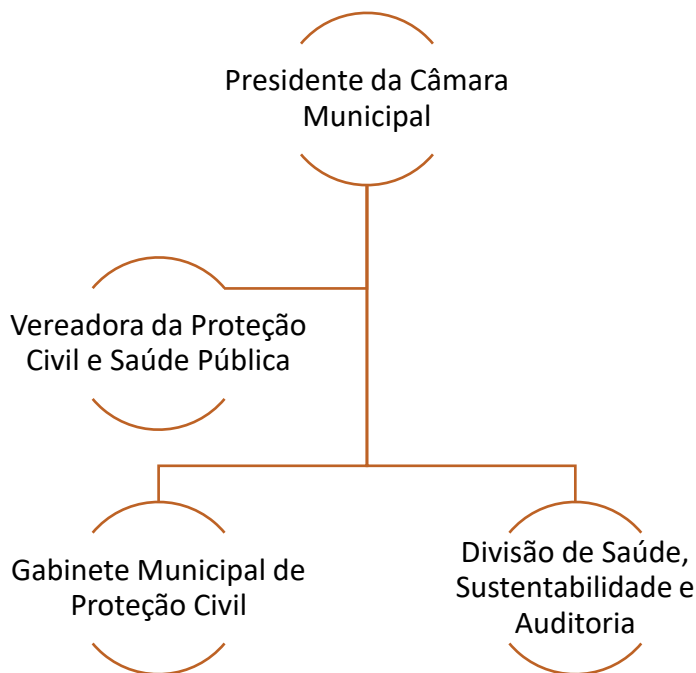 Presidente da Câmara
Municipal
Vereadora da Proteção
Civil e Saúde Pública
Gabinete Municipal de
Proteção Civil
Divisão de Saúde,
Sustentabilidade e
Auditoria